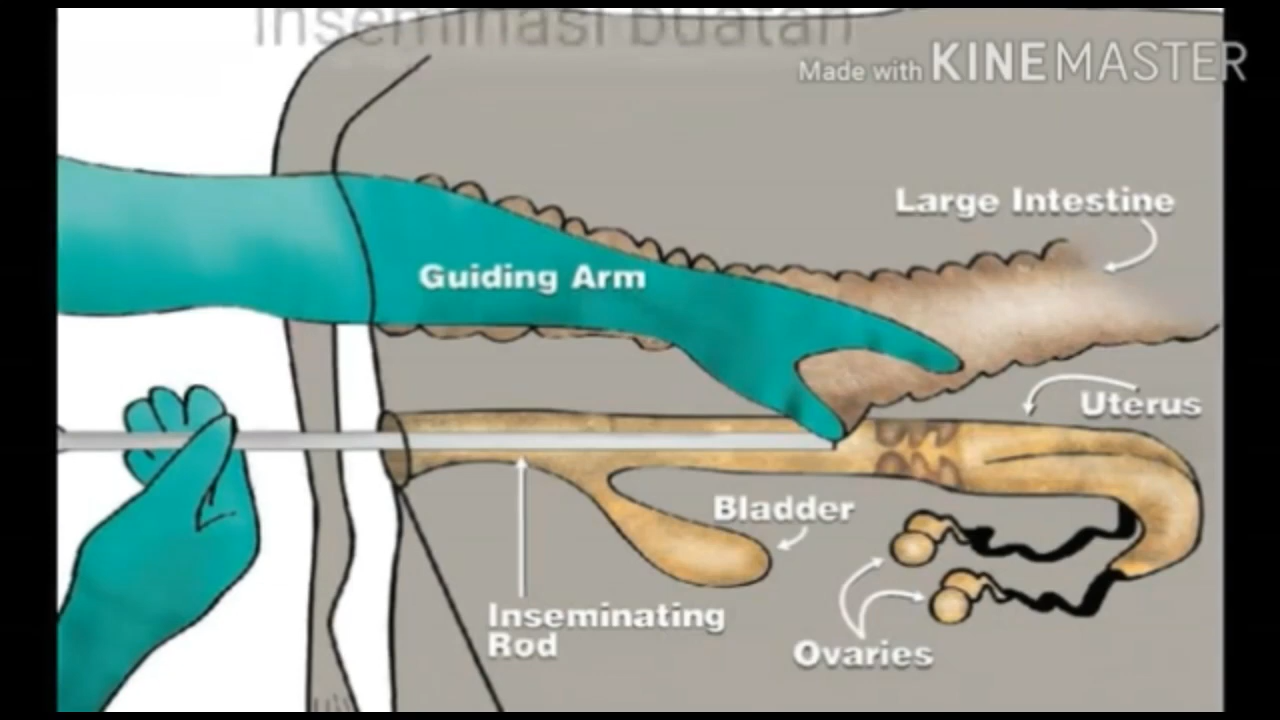 Inseminasi buatan
Made with KINEMASTER
Large Intestine
Guiding Arm
Uterus
Bladder
Inseminating
Rod
Ovaries